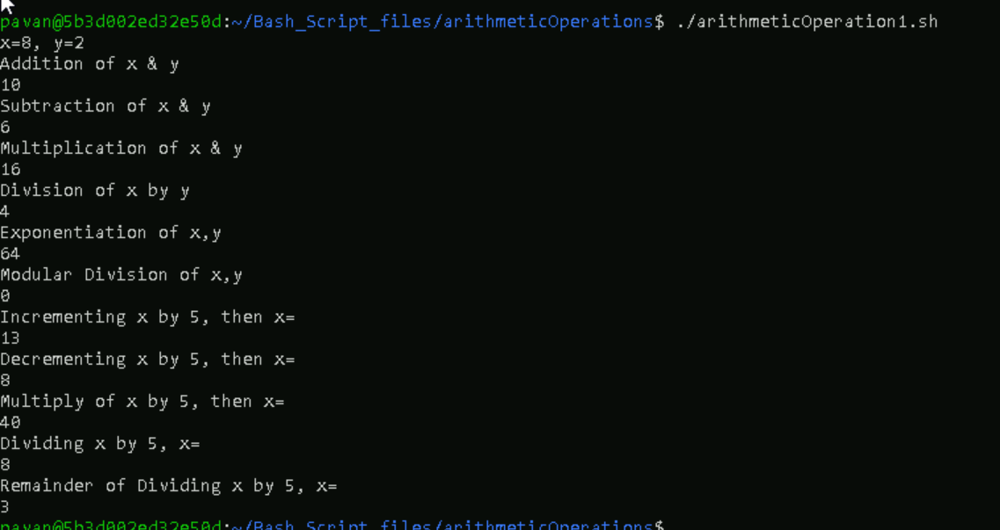 pavan@5b3d002ed32e50d:~/Bash_Script_files/arithmeticOperations$ ./arithmeticOperation1.sh
x=8, y=2
Addition of x & y
10
Subtraction of x & y
6
Multiplication of x & y
16
Division of x by y
4
Exponentiation of x,y
64
Modular Division of x,y
0
Incrementing x by 5, then x=
13
Decrementing x by 5, then x=
8
Multiply of x by 5, then x=
40
Dividing x by 5, x=
8
Remainder of Dividing x by 5, x=
3
pavan@5b3d002ed32e50d:~/Bash_Script_files/arithmeticOperations$